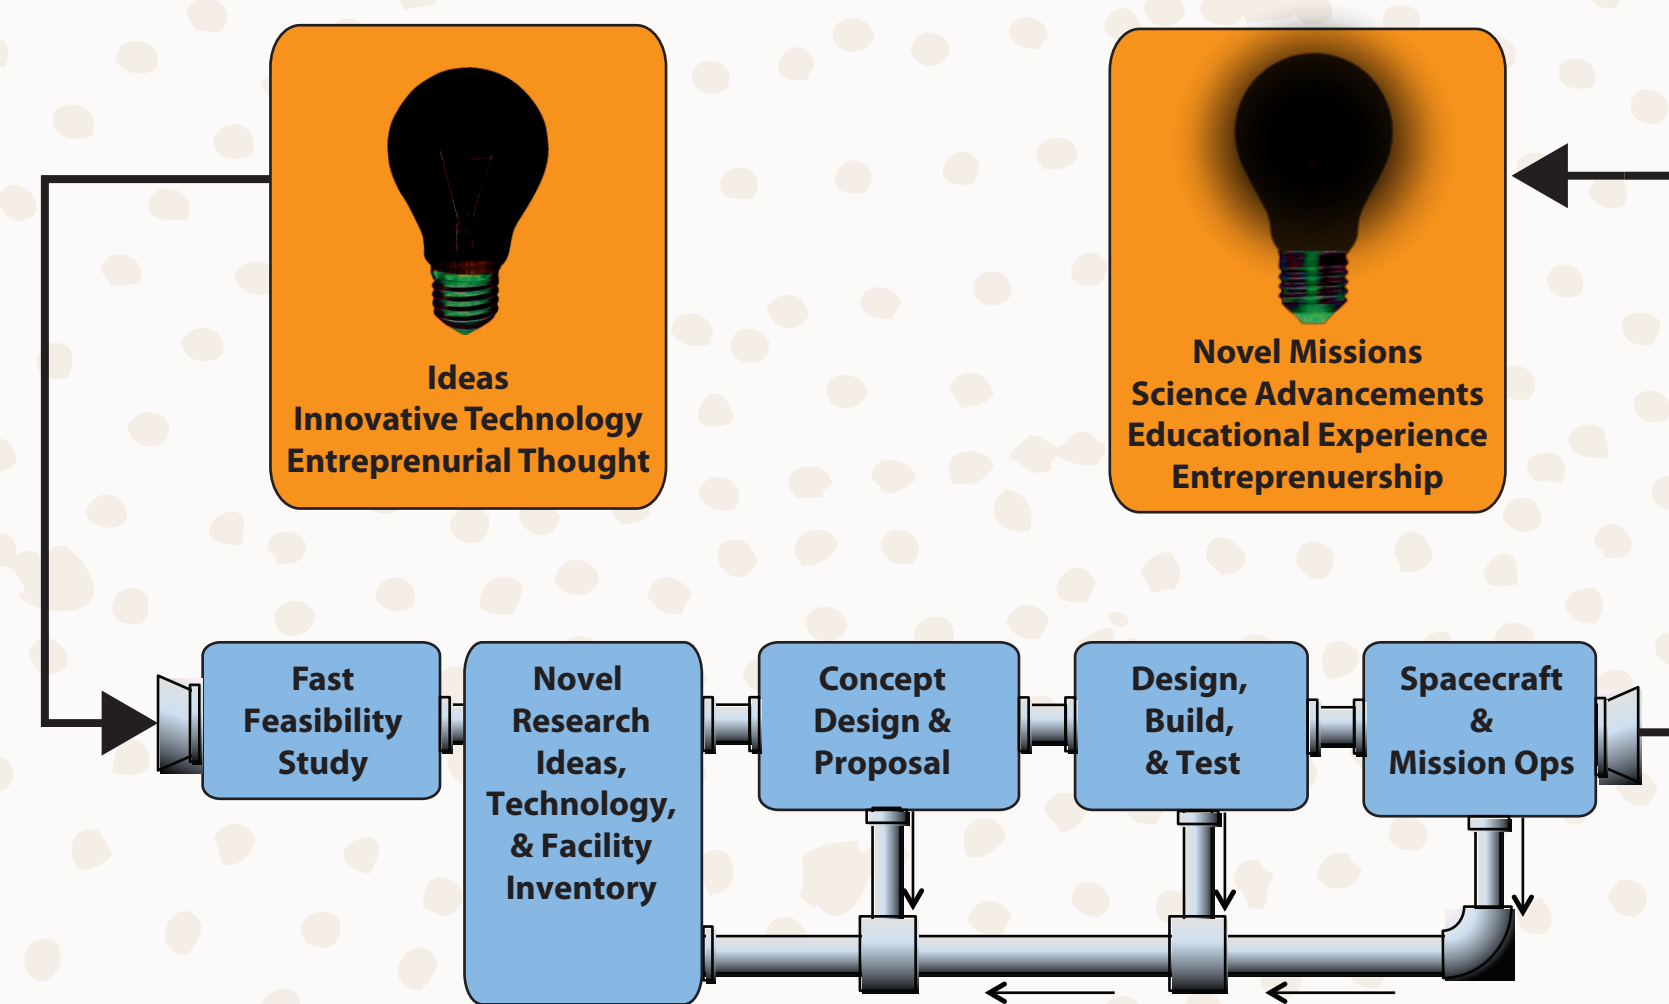 Ideas
Innovative Technology
Entreprenurial Thought
Novel Missions
Science Advancements
Educational Experience
Entreprenuership
Fast
Feasibility
Study
Novel
Research
Ideas,
Technology,
& Facility
Inventory
Concept
Design &
Proposal
Design,
Build,
& Test
Spacecraft
&
Mission Ops